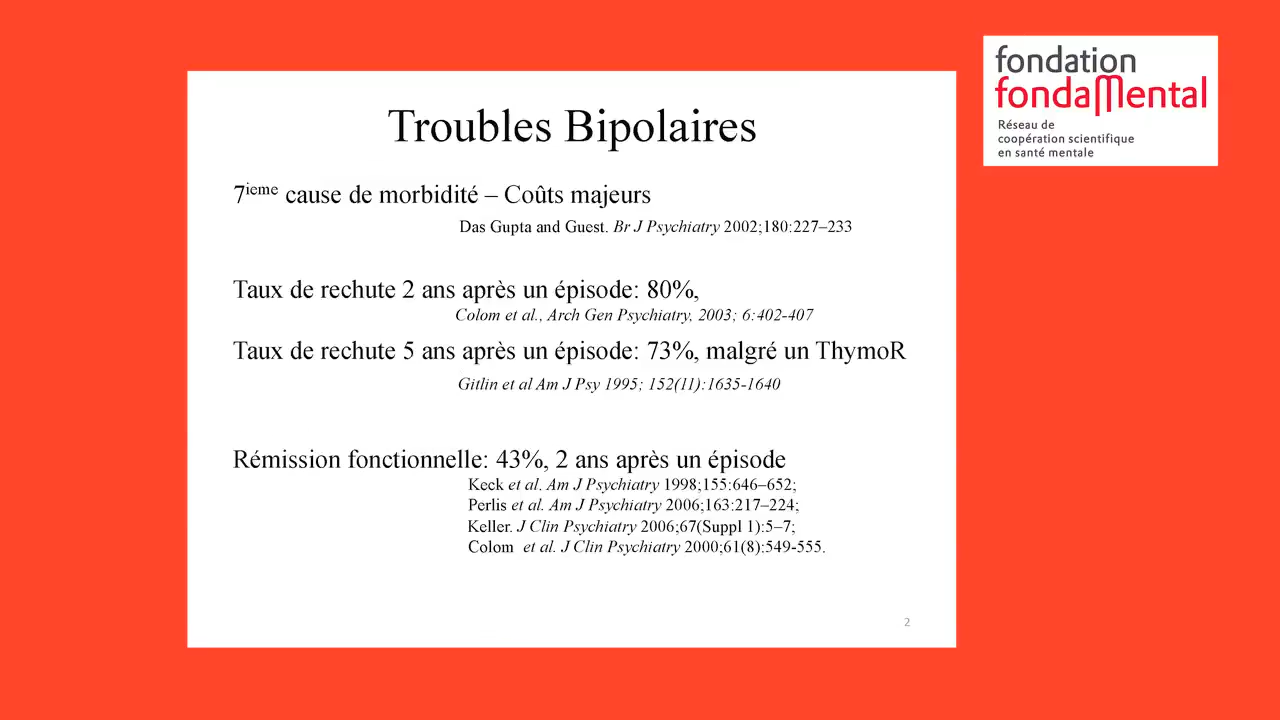 fondation
fondaMental
Réseau de
coopération scientifique
en santé mentale
Troubles Bipolaires
7ieme cause de morbidité – Coûts majeurs
Das Gupta and Guest. Br J Psychiatry 2002;180:227–233
Taux de rechute 2 ans après un épisode: 80%,
Colom et al., Arch Gen Psychiatry, 2003; 6:402-407
Taux de rechute 5 ans après un épisode: 73%, malgré un ThymoR
Gitlin et al Am J Psy 1995; 152(11):1635-1640
Rémission fonctionnelle: 43%, 2 ans après un épisode
Keck et al. Am J Psychiatry 1998;155:646–652;
Perlis et al. Am J Psychiatry 2006;163:217–224;
Keller. J Clin Psychiatry 2006;67(Suppl 1):5–7;
Colom et al. J Clin Psychiatry 2000;61(8):549-555.
2